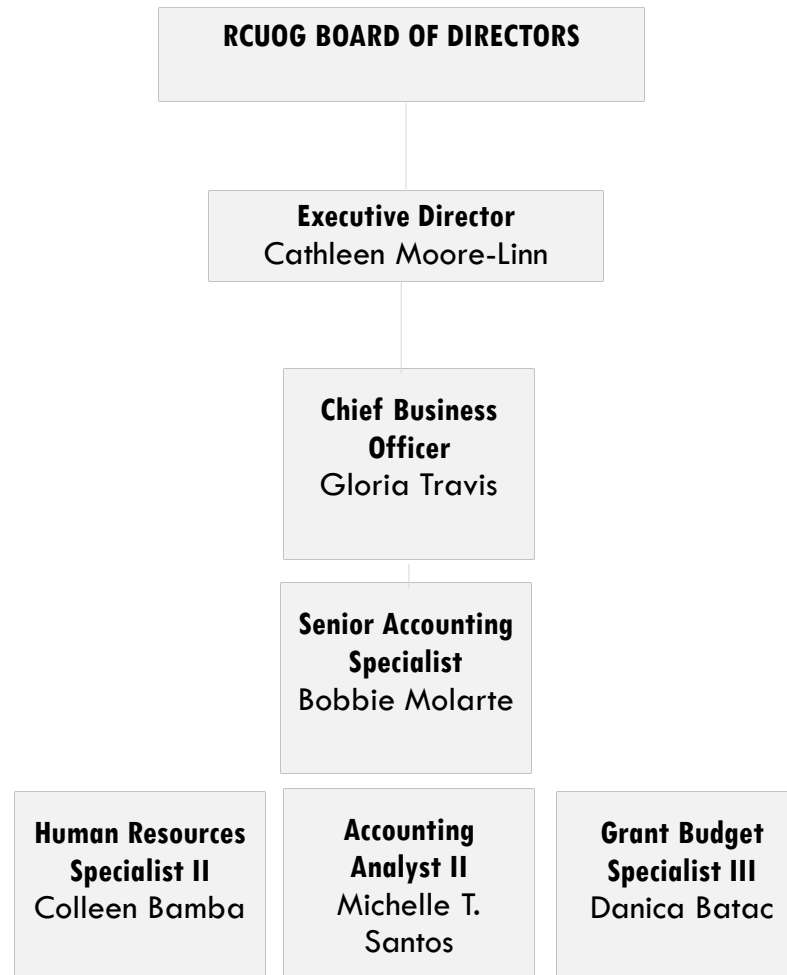 RCUOG BOARD OF DIRECTORS
Executive Director
Cathleen Moore-Linn
Chief Business
Officer
Gloria Travis
Senior Accounting
Specialist
Bobbie Molarte
Human Resources
Specialist II
Colleen Bamba
Accounting
Analyst II
Michelle T.
Santos
Grant Budget
Specialist III
Danica Batac